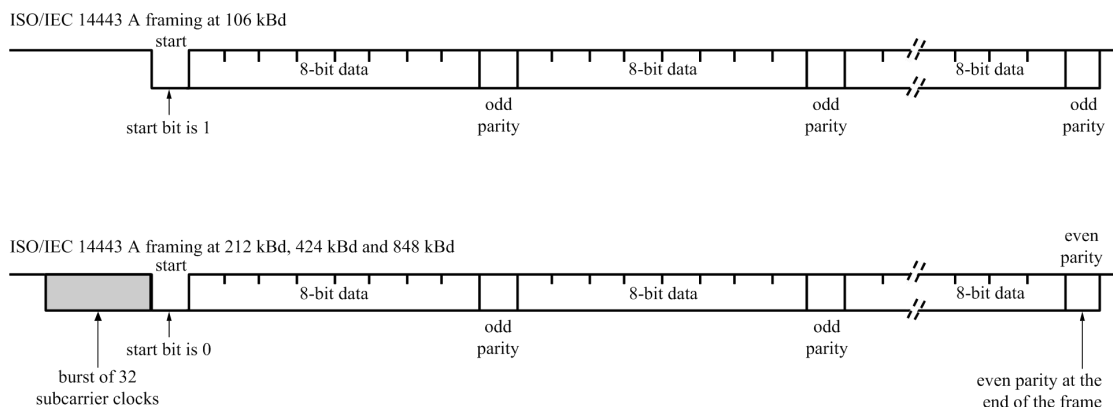 ISO/IEC 14443 A framing at 106 kBd
start
8-bit data
8-bit data
8-bit data
start bit is 1
odd
parity
odd
parity
odd
parity
ISO/IEC 14443 A framing at 212 kBd, 424 kBd and 848 kBd
even
parity
start
8-bit data
8-bit data
8-bit data
start bit is 0
odd
parity
odd
parity
burst of 32
subcarrier clocks
even parity at the
end of the frame